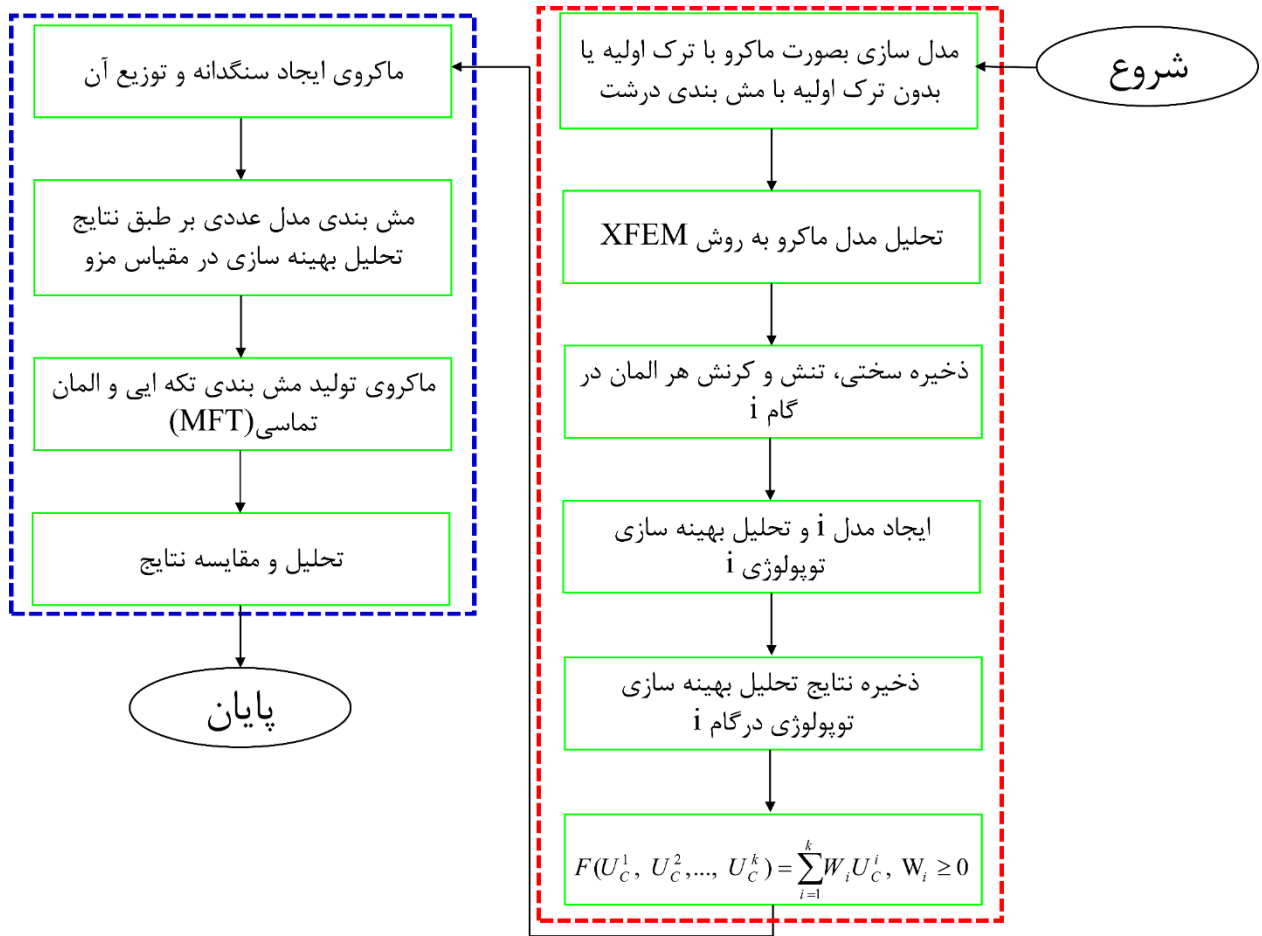 شروع
مدل سازی بصورت ماکرو با ترک اولیه یا
بدون ترک اولیه با مش بندی درشت
تحلیل مدل ماکرو به روش XFEM
ذخیره سختی، تنش و کرنش هر المان در
گام i
ایجاد مدل i و تحلیل بهینه سازی
توپولوژی i
ذخیره نتایج تحلیل بهینه سازی
توپولوژی درگام i
$F(U_C^1, U_C^2,..., U_C^k) = \sum_{i=1}^{k} W_i U_C^i, \mathrm{W}_i \geq 0$
ماکروی ایجاد سنگدانه و توزیع آن
مش بندی مدل عددی بر طبق نتایج
تحلیل بهینه سازی در مقیاس مزو
ماکروی تولید مش بندی تکه ایی و المان
تماسی(MFT)
تحلیل و مقایسه نتایج
پایان